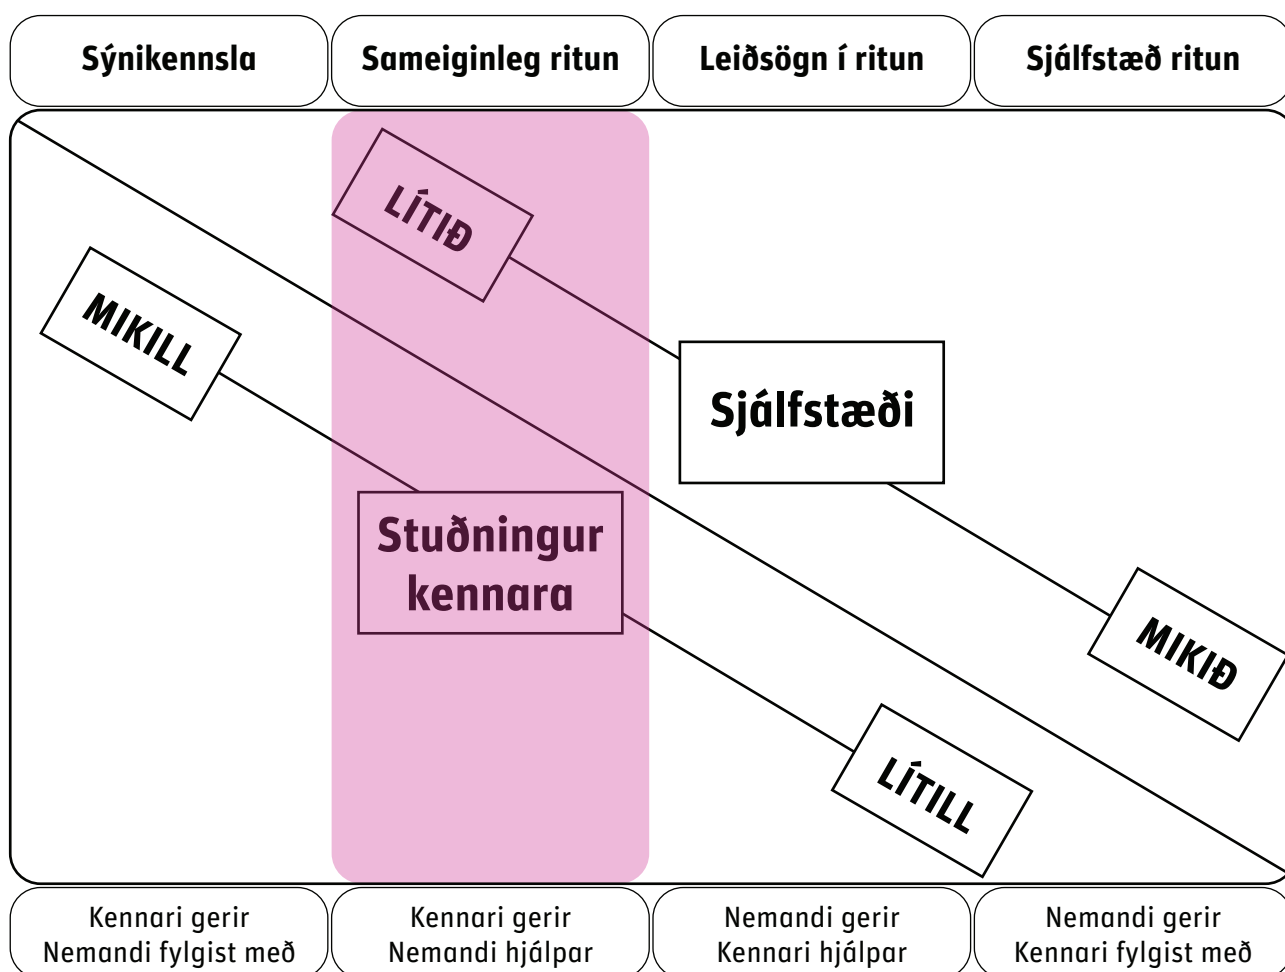 Sýnikennsla
Sameiginleg ritun
Leiðsögn í ritun
Sjálfstæð ritun
LÍTIÐ
MIKILL
Sjálfstæði
Stuðningur
kennara
MIKIÐ
LÍTILL
Kennari gerir
Nemandi fylgist með
Kennari gerir
Nemandi hjálpar
Nemandi gerir
Kennari hjálpar
Nemandi gerir
Kennari fylgist með